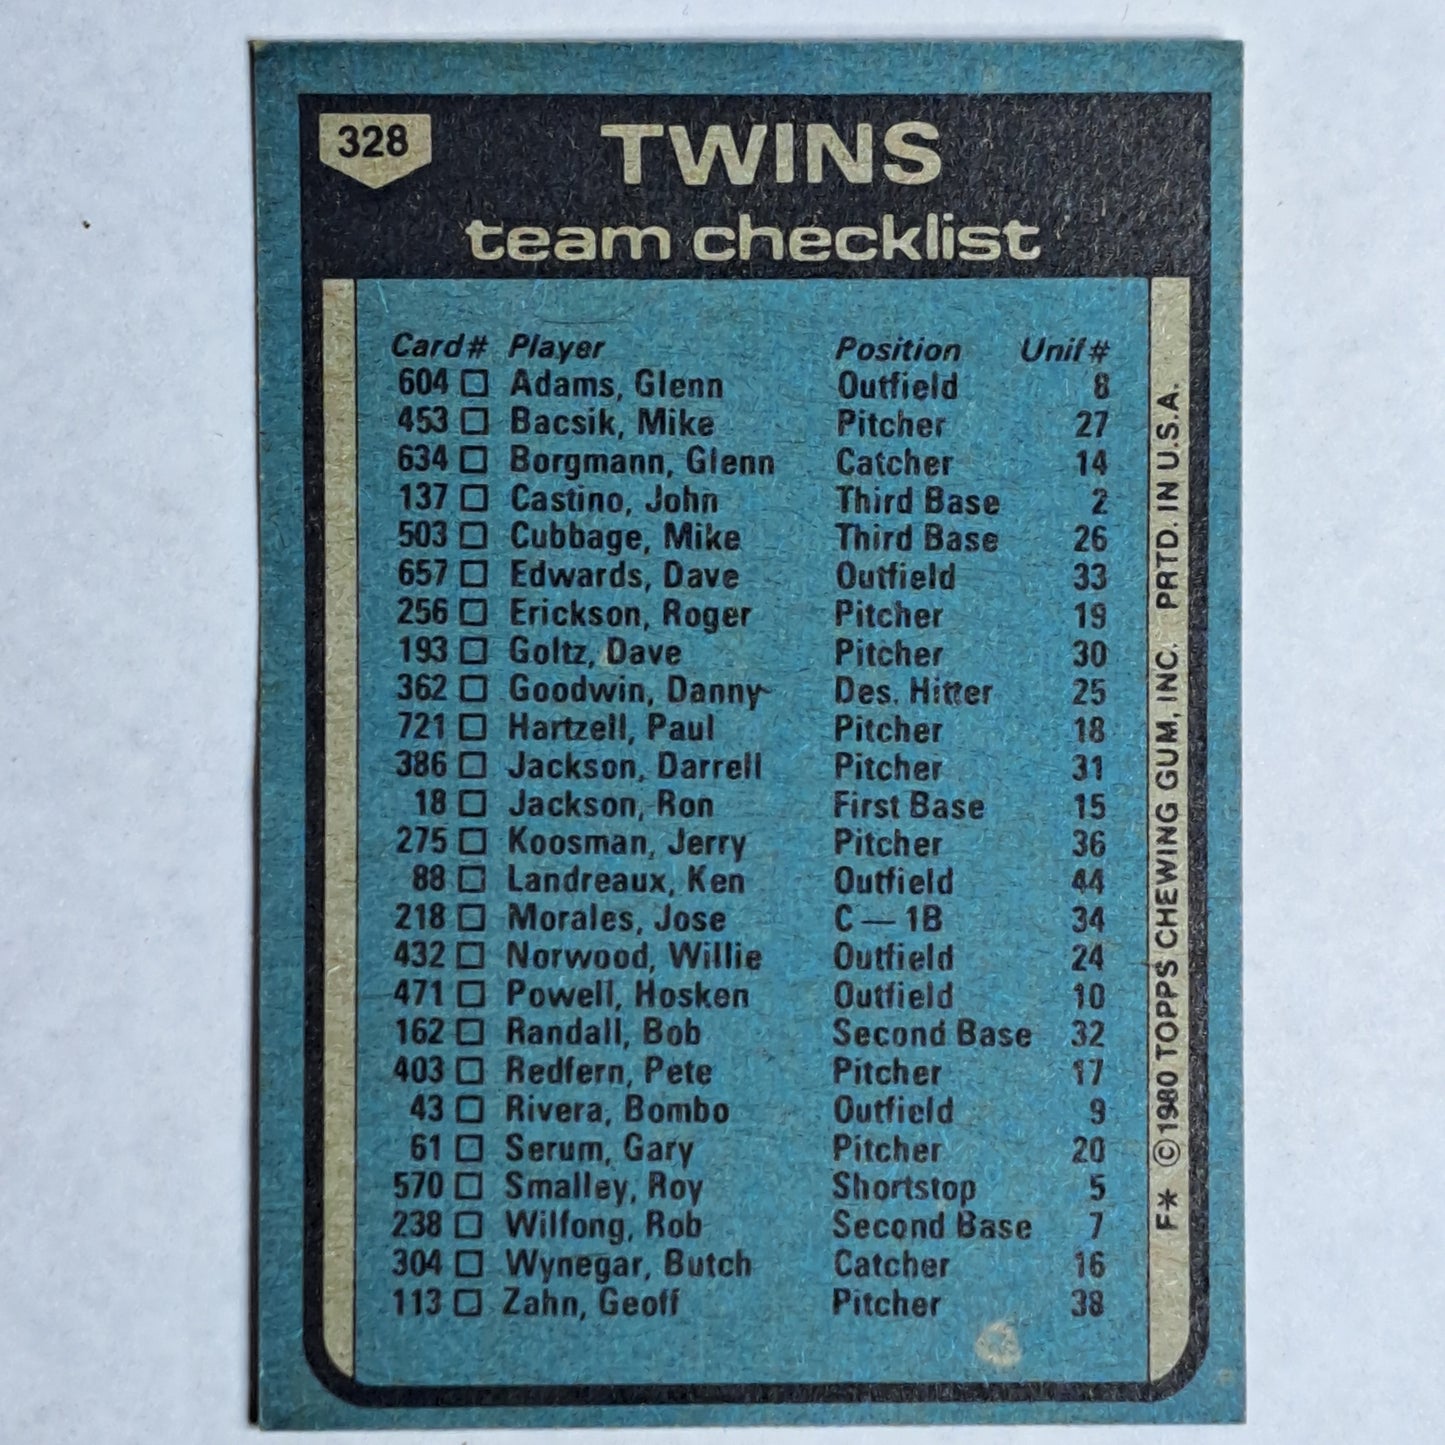 328
TWINS
team checklist
Card# Player Position Unif #
604 □ Adams, Glenn Outfield 8
453 □ Bacsik, Mike Pitcher 27
634 □ Borgmann, Glenn Catcher 14
137 □ Castino, John Third Base 2
503 □ Cubbage, Mike Third Base 26
657 □ Edwards, Dave Outfield 33
256 □ Erickson, Roger Pitcher 19
193 □ Goltz, Dave Pitcher 30
362 □ Goodwin, Danny Des. Hitter 25
721 □ Hartzell, Paul Pitcher 18
386 □ Jackson, Darrell Pitcher 31
18 □ Jackson, Ron First Base 15
275 □ Koosman, Jerry Pitcher 36
88 □ Landreaux, Ken Outfield 44
218 □ Morales, Jose C — 1B 34
432 □ Norwood, Willie Outfield 24
471 □ Powell, Hosken Outfield 10
162 □ Randall, Bob Second Base 32
403 □ Redfern, Pete Pitcher 17
43 □ Rivera, Bombo Outfield 9
61 □ Serum, Gary Pitcher 20
570 □ Smalley, Roy Shortstop 5
238 □ Wilfong, Rob Second Base 7
304 □ Wynegar, Butch Catcher 16
113 □ Zahn, Geoff Pitcher 38
F* © 1980 TOPPS CHEWING GUM, INC. PRTD. IN U.S.A.